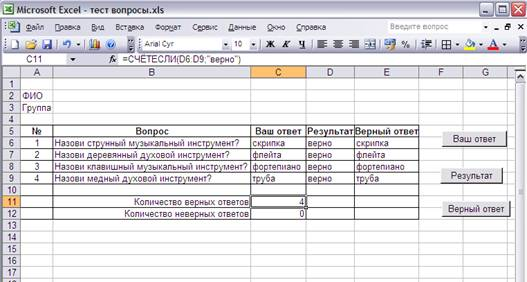 Microsoft Excel - тест вопросы.xls
Файл Правка Вид Вставка Формат Сервис Данные Окно Справка Введите вопрос
Arial Cyr 10 Ж К Ч
C11 =СЧЁТЕСЛИ(D6:D9;"верно")
A B C D E F G
1
2 ФИО
3 Группа
4
5 № Вопрос Ваш ответ Результат Верный ответ
6 1 Назови струнный музыкальный инструмент? скрипка верно скрипка Ваш ответ
7 2 Назови деревянный духовой инструмент? флейта верно флейта
8 3 Назови клавишный музыкальный инструмент? фортепиано верно фортепиано
9 4 Назови медный духовой инструмент? труба верно труба Результат
10
11 Количество верных ответов 4 Верный ответ
12 Количество неверных ответов 0
13
14
15
16
17
18